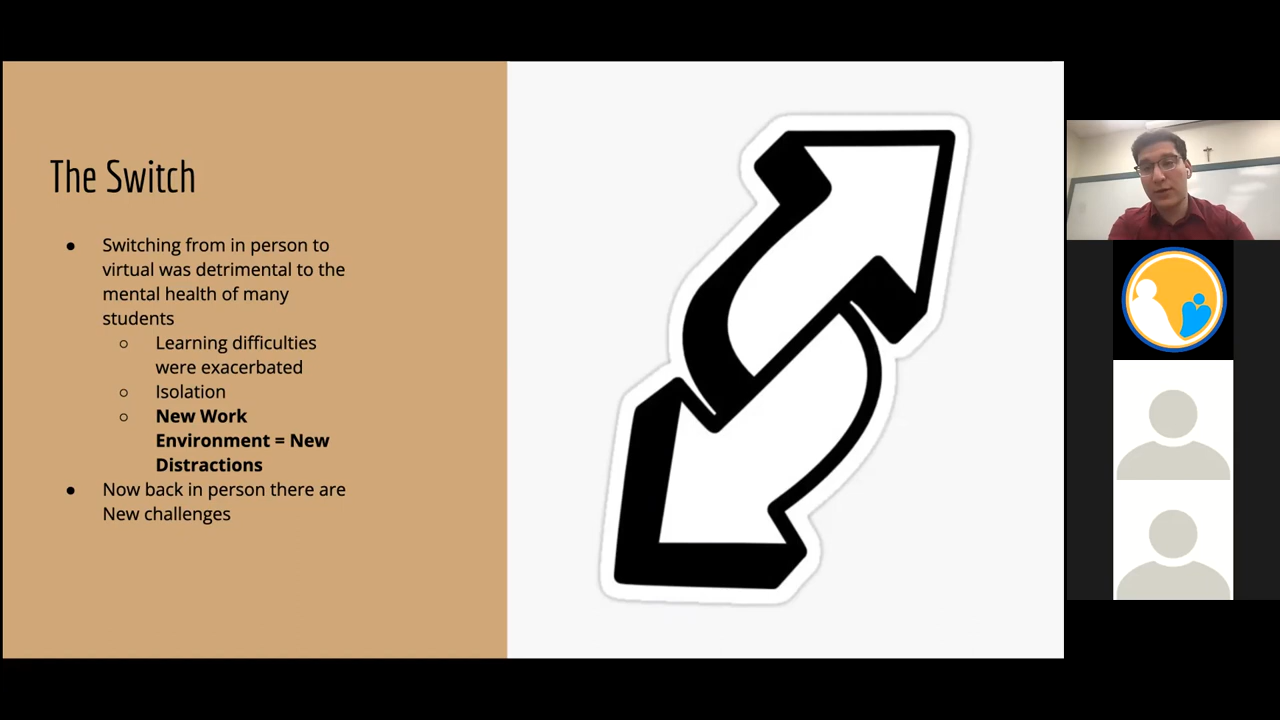 The Switch
● Switching from in person to
virtual was detrimental to the
mental health of many
students
○ Learning difficulties
were exacerbated
○ Isolation
○ New Work
Environment = New
Distractions
● Now back in person there are
New challenges